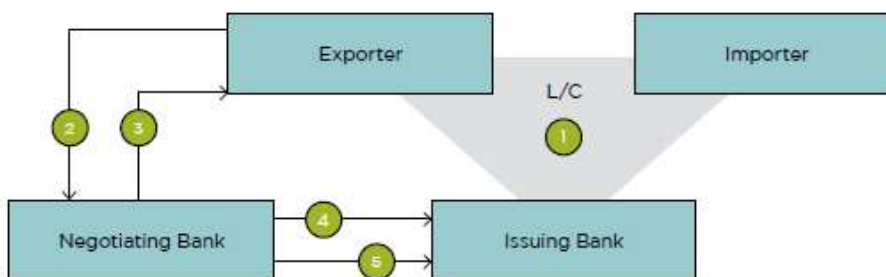 Exporter
Importer
L/C
1
2
3
Negotiating Bank
4
5
Issuing Bank